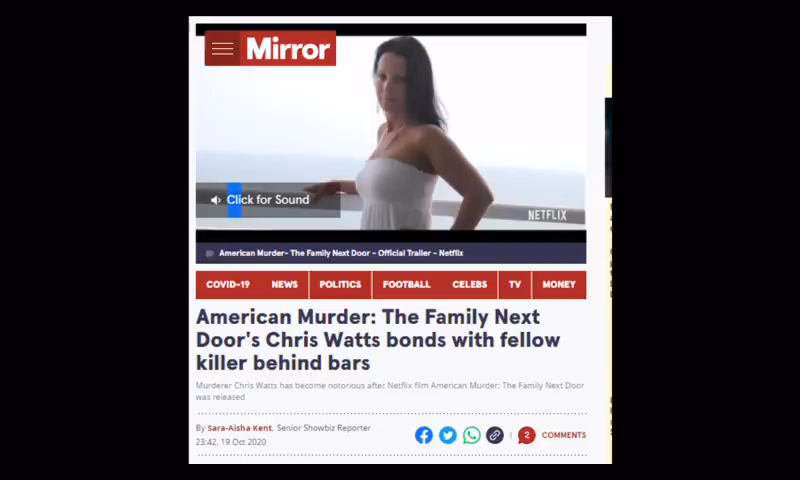 Mirror
Click for Sound
NETFLIX
American Murder- The Family Next Door - Official Trailer - Netflix
COVID-19 NEWS POLITICS FOOTBALL CELEBS TV MONEY
American Murder: The Family Next
Door's Chris Watts bonds with fellow
killer behind bars
Murderer Chris Watts has become notorious after Netflix film American Murder: The Family Next Door
was released
By Sara-Aisha Kent, Senior Showbiz Reporter
23:42, 19 Oct 2020
2 COMMENTS